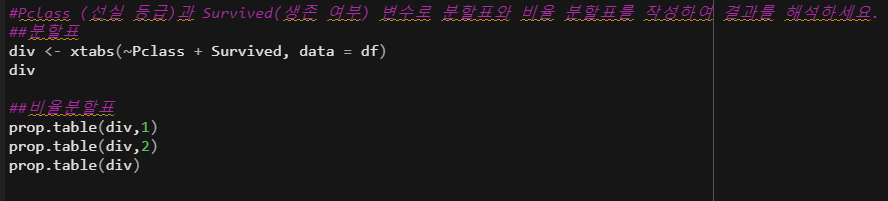 #Pclass (선실 등급)과 Survived(생존 여부) 변수로 분할표와 비율 분할표를 작성하여 결과를 해석하세요.
##분할표
div <- xtabs(~Pclass + Survived, data = df)
div
##비율분할표
prop.table(div,1)
prop.table(div,2)
prop.table(div)